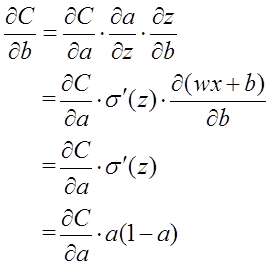 ∂C/∂b = ∂C/∂a · ∂a/∂z · ∂z/∂b
= ∂C/∂a · σ′(z) · ∂(wx+b)/∂b
= ∂C/∂a · σ′(z)
= ∂C/∂a · a(1−a)